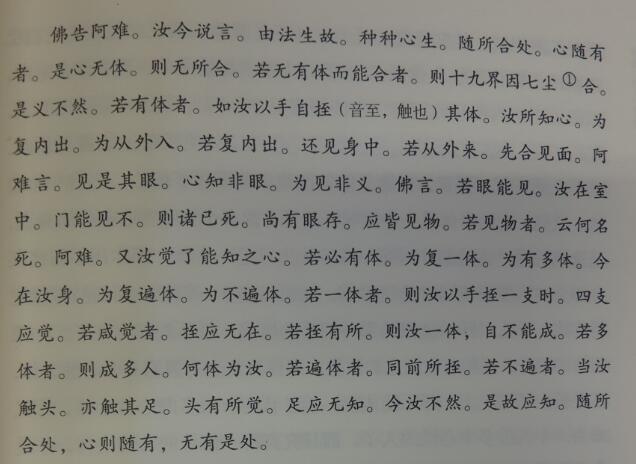 佛告阿难。汝今说言。由法生故。种种心生。随所合处。心随有
者。是心无体。则无所合。若无有体而能合者。则十九界因七尘①合。
是义不然。若有体者。如汝以手自挃（音至，触也）其体。汝所知心。为
复内出。为从外入。若复内出。还见身中。若从外来。先合见面。阿
难言。见是其眼。心知非眼。为见非义。佛言。若眼能见。汝在室
中。门能见不。则诸已死。尚有眼存。应皆见物。若见物者。云何名
死。阿难。又汝觉了能知之心。若必有体。为复一体。为有多体。今
在汝身。为复遍体。为不遍体。若一体者。则汝以手挃一支时。四支
应觉。若咸觉者。挃应无在。若挃有所。则汝一体，自不能成。若多
体者。则成多人。何体为汝。若遍体者。同前所挃。若不遍者。当汝
触头。亦触其足。头有所觉。足应无知。今汝不然。是故应知。随所
合处，心则随有，无有是处。